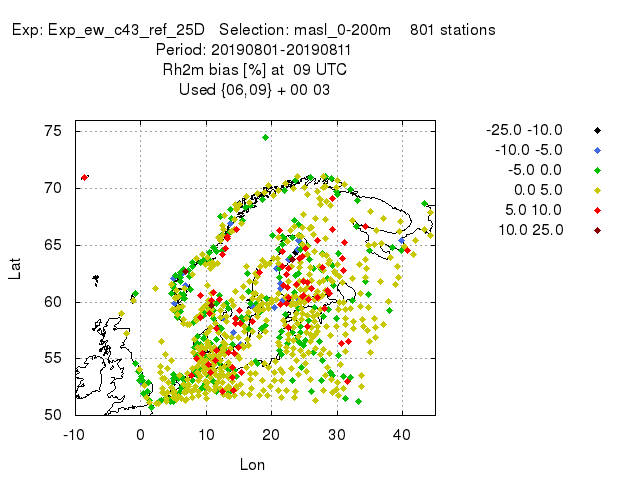 Exp: Exp_ew_c43_ref_25D Selection: masl_0-200m 801 stations
Period: 20190801-20190811
Rh2m bias [%] at 09 UTC
Used {06,09} + 00 03
-25.0 -10.0
-10.0 -5.0
-5.0 0.0
0.0 5.0
5.0 10.0
10.0 25.0
75
70
65
60
55
50
Lat
-10 0 10 20 30 40
Lon